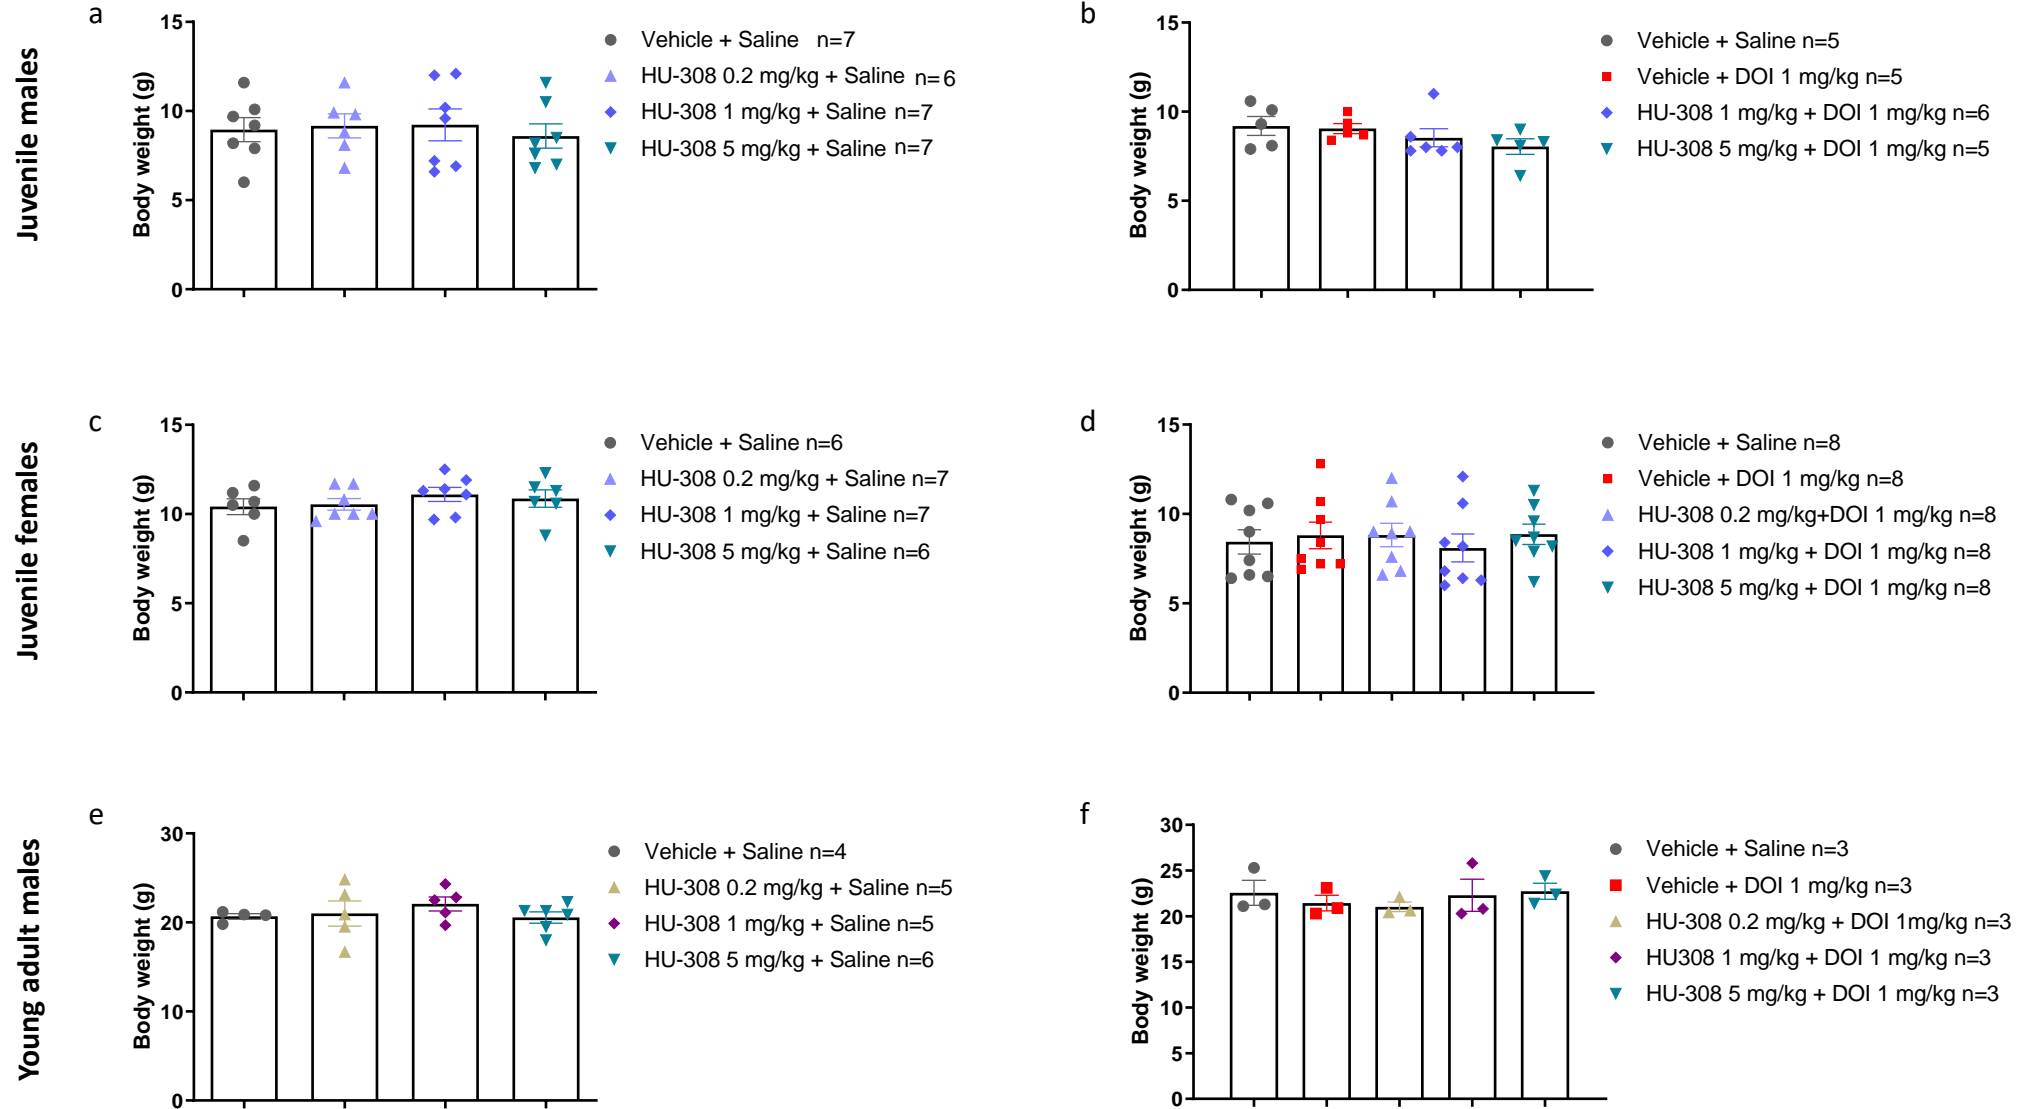 a
Juvenile males
Body weight (g)
15
10
5
0
Vehicle + Saline n=7
HU-308 0.2 mg/kg + Saline n=6
HU-308 1 mg/kg + Saline n=7
HU-308 5 mg/kg + Saline n=7
b
Body weight (g)
15
10
5
0
Vehicle + Saline n=5
Vehicle + DOI 1 mg/kg n=5
HU-308 1 mg/kg + DOI 1 mg/kg n=6
HU-308 5 mg/kg + DOI 1 mg/kg n=5
c
Juvenile females
Body weight (g)
15
10
5
0
Vehicle + Saline n=6
HU-308 0.2 mg/kg + Saline n=7
HU-308 1 mg/kg + Saline n=7
HU-308 5 mg/kg + Saline n=6
d
Body weight (g)
15
10
5
0
Vehicle + Saline n=8
Vehicle + DOI 1 mg/kg n=8
HU-308 0.2 mg/kg+DOI 1 mg/kg n=8
HU-308 1 mg/kg + DOI 1 mg/kg n=8
HU-308 5 mg/kg + DOI 1 mg/kg n=8
e
Young adult males
Body weight (g)
30
20
10
0
Vehicle + Saline n=4
HU-308 0.2 mg/kg + Saline n=5
HU-308 1 mg/kg + Saline n=5
HU-308 5 mg/kg + Saline n=6
f
Body weight (g)
30
25
20
15
10
5
0
Vehicle + Saline n=3
Vehicle + DOI 1 mg/kg n=3
HU-308 0.2 mg/kg + DOI 1mg/kg n=3
HU308 1 mg/kg + DOI 1 mg/kg n=3
HU-308 5 mg/kg + DOI 1 mg/kg n=3